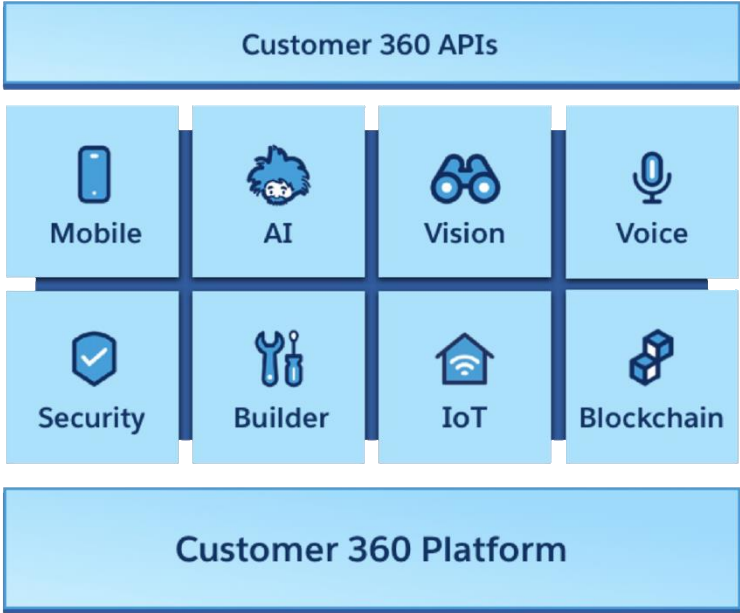 Customer 360 APIs
Mobile
AI
Vision
Voice
Security
Builder
IoT
Blockchain
Customer 360 Platform